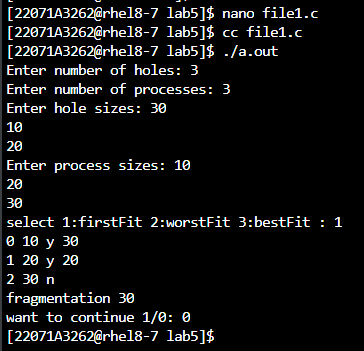 [22071A3262@rhel8-7 lab5]$ nano file1.c
[22071A3262@rhel8-7 lab5]$ cc file1.c
[22071A3262@rhel8-7 lab5]$ ./a.out
Enter number of holes: 3
Enter number of processes: 3
Enter hole sizes: 30
10
20
Enter process sizes: 10
20
30
select 1:firstFit 2:worstFit 3:bestFit : 1
0 10 y 30
1 20 y 20
2 30 n
fragmentation 30
want to continue 1/0: 0
[22071A3262@rhel8-7 lab5]$